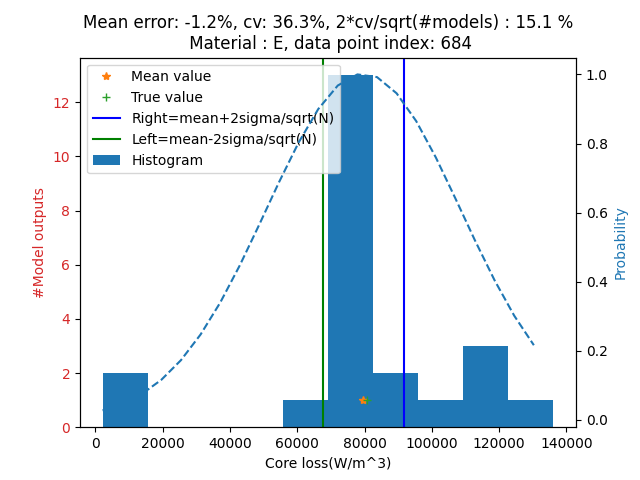 Mean error: -1.2%, cv: 36.3%, 2*cv/sqrt(#models) : 15.1 %
Material : E, data point index: 684
Mean value
True value
Right=mean+2sigma/sqrt(N)
Left=mean-2sigma/sqrt(N)
Histogram
#Model outputs
12
10
8
6
4
2
0
1.0
0.8
0.6
0.4
0.2
0.0
Probability
0 20000 40000 60000 80000 100000 120000 140000
Core loss(W/m^3)